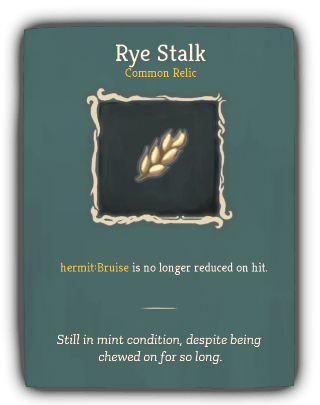 Rye Stalk
Common Relic
hermit:Bruise is no longer reduced on hit.
Still in mint condition, despite being
chewed on for so long.